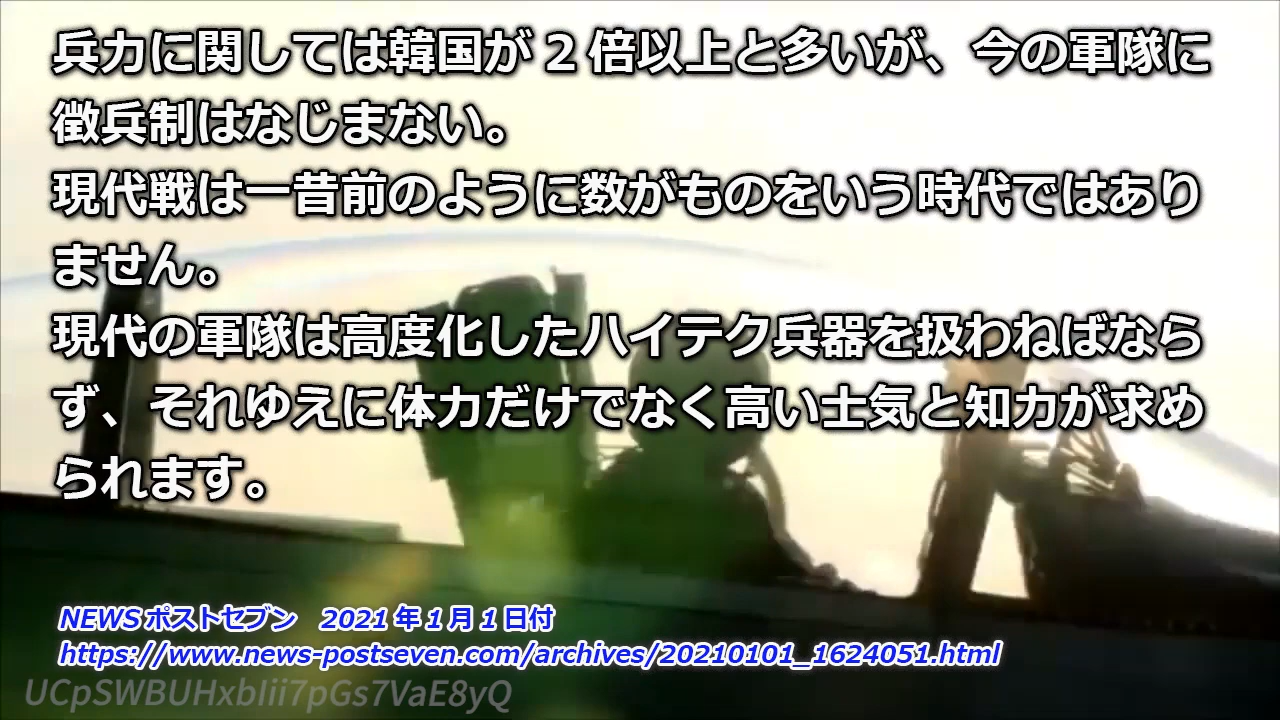 兵力に関しては韓国が２倍以上と多いが、今の軍隊に
徴兵制はなじまない。
現代戦は一昔前のように数がものをいう時代ではあり
ません。
現代の軍隊は高度化したハイテク兵器を扱わねばなら
ず、それゆえに体力だけでなく高い士気と知力が求め
られます。
NEWSポストセブン　2021年1月1日付
https://www.news-postseven.com/archives/20210101_1624051.html
UCpSWBUHxbIii7pGs7VaE8yQ